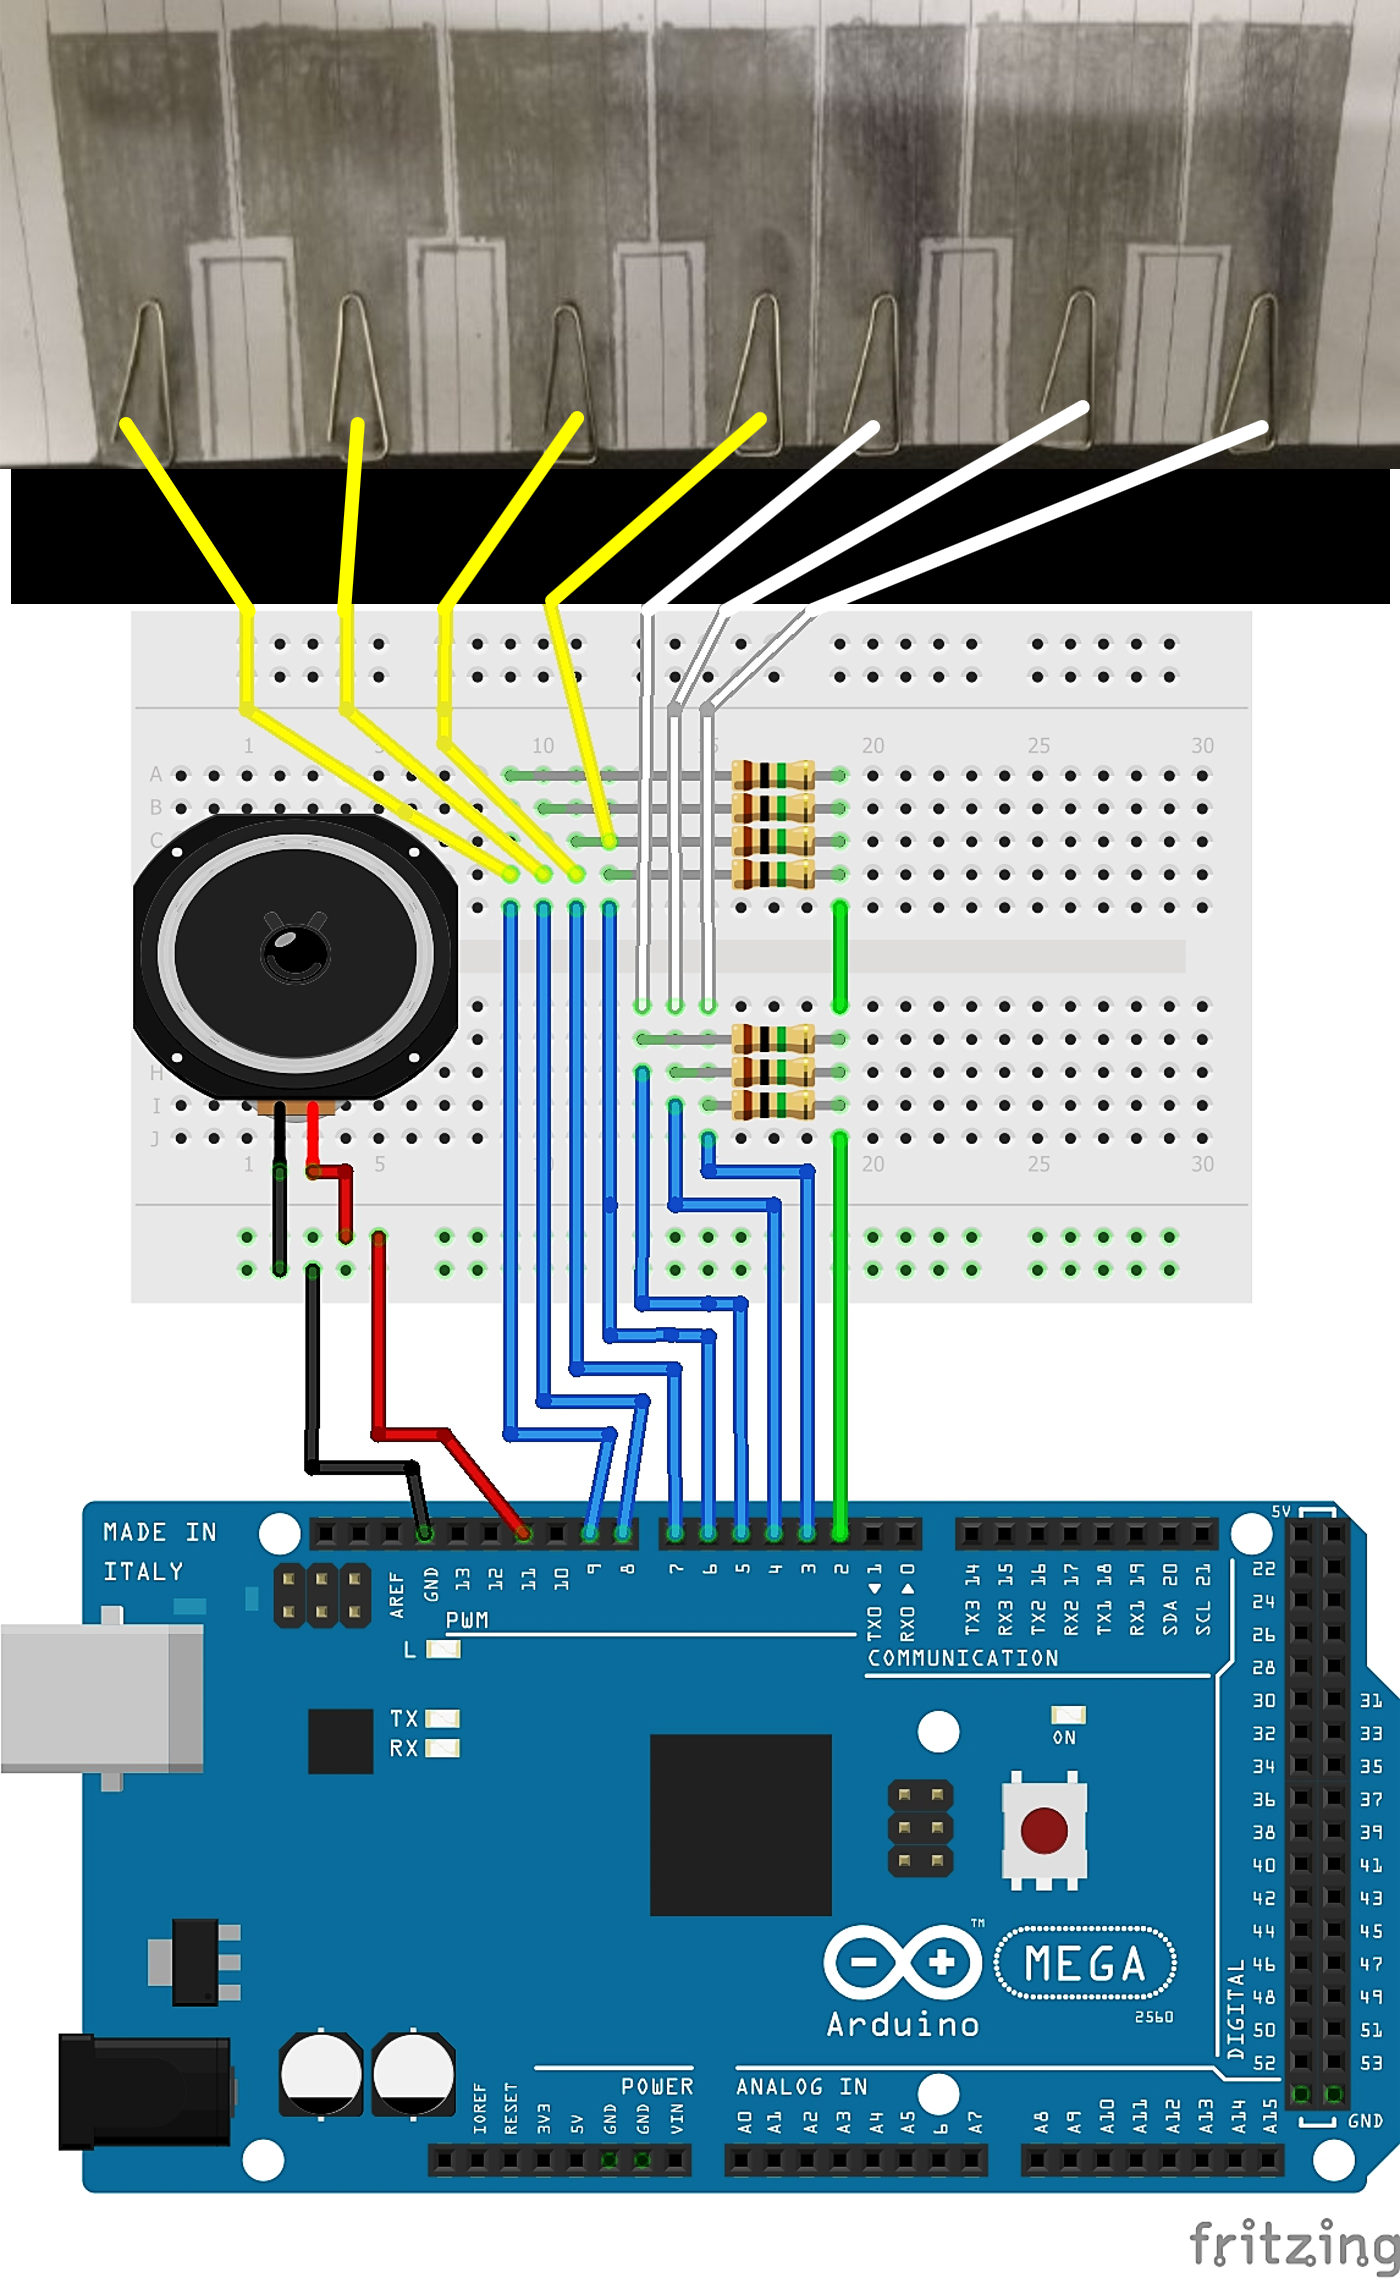 1 5 10 15 20 25 30
A
B
C
H
I
J
1 5 10 20 25 30
MADE IN
ITALY
AREF GND 13 12 11 10 9 8 7 6 5 4 3 2 TX0 ◀ 1 RX0 ▶ 0 TX3 14 RX3 15 TX2 16 RX2 17 TX1 18 RX1 19 SDA 20 SCL 21
5V
PWM
L
COMMUNICATION
TX
RX
ON
22
24
26
28
30 31
32 33
34 35
36 37
38 39
40 41
42 43
44 45
46 47
48 49
50 51
52 53
GND
DIGITAL
MEGA
2560
TM
Arduino
POWER
ANALOG IN
IOREF RESET 3V3 5V GND GND VIN A0 A1 A2 A3 A4 A5 6 A7 A8 A9 A10 A11 A12 A13 A14 A15
fritzing